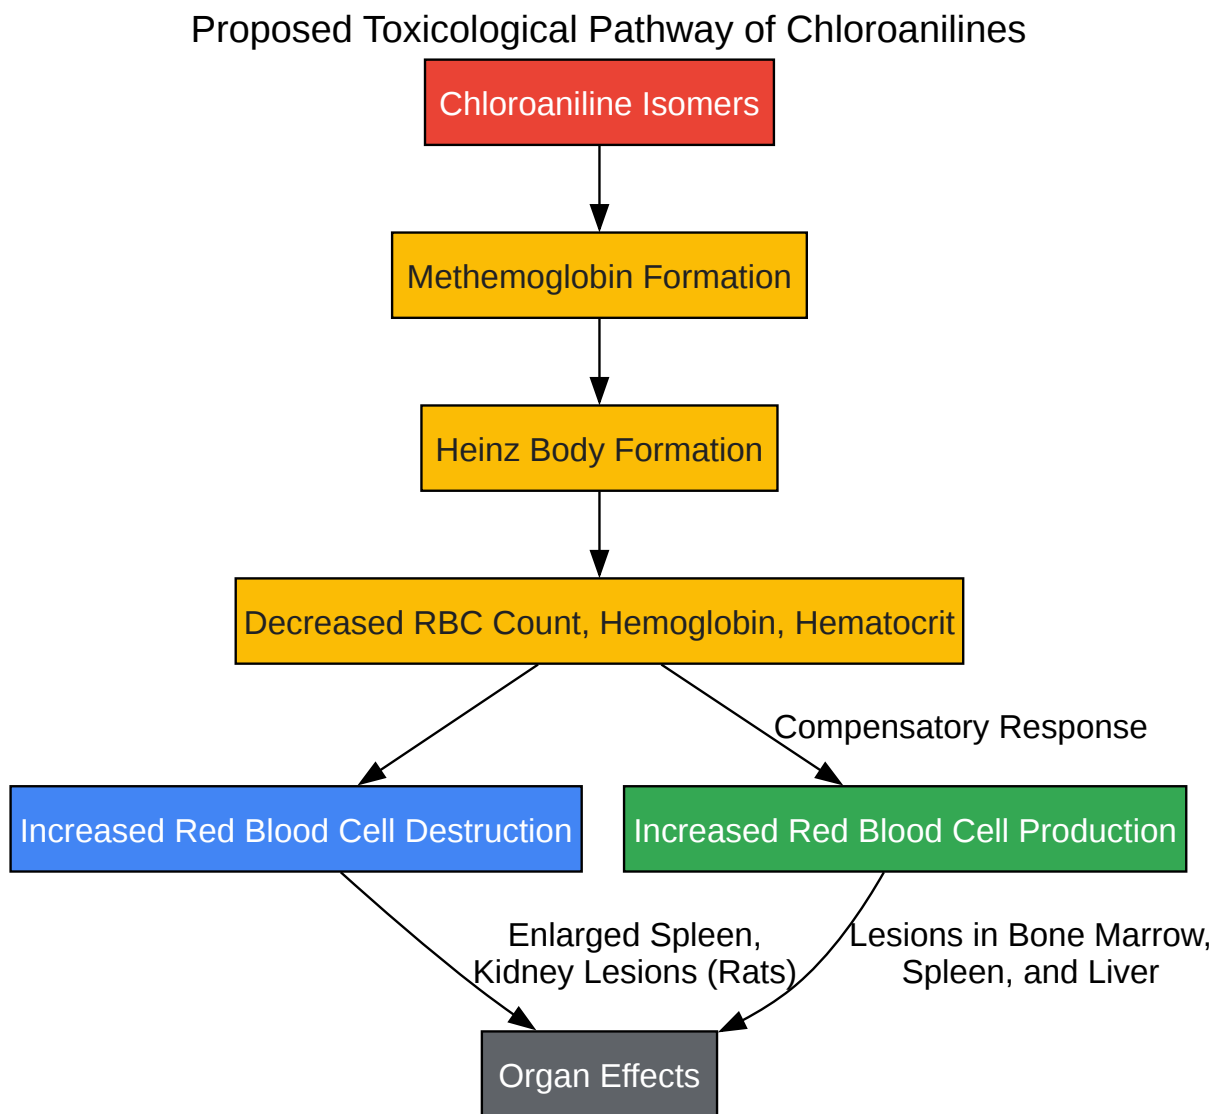 Proposed Toxicological Pathway of Chloroanilines
Chloroaniline Isomers
Methemoglobin Formation
Heinz Body Formation
Decreased RBC Count, Hemoglobin, Hematocrit
Compensatory Response
Increased Red Blood Cell Destruction
Increased Red Blood Cell Production
Enlarged Spleen,
Kidney Lesions (Rats)
Lesions in Bone Marrow,
Spleen, and Liver
Organ Effects